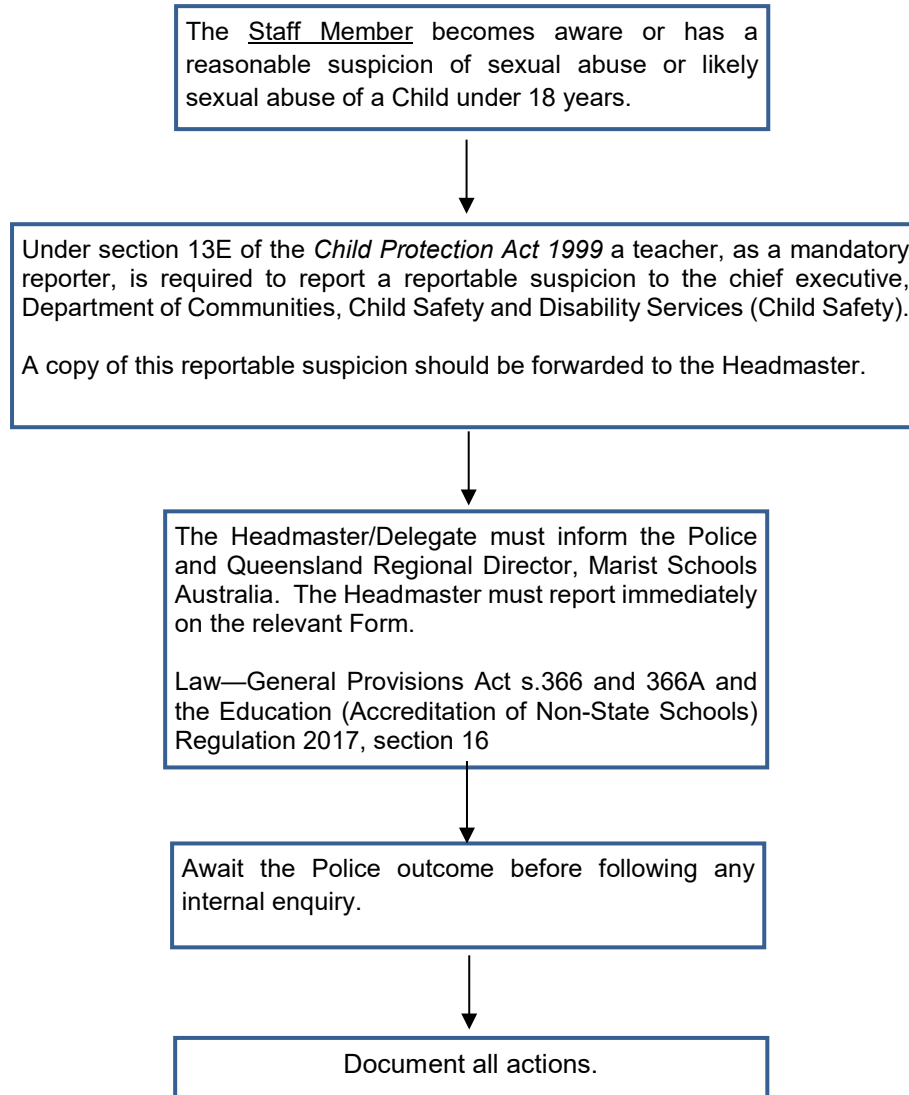 The Staff Member becomes aware or has a
reasonable suspicion of sexual abuse or likely
sexual abuse of a Child under 18 years.
Under section 13E of the Child Protection Act 1999 a teacher, as a mandatory
reporter, is required to report a reportable suspicion to the chief executive,
Department of Communities, Child Safety and Disability Services (Child Safety).
A copy of this reportable suspicion should be forwarded to the Headmaster.
The Headmaster/Delegate must inform the Police
and Queensland Regional Director, Marist Schools
Australia. The Headmaster must report immediately
on the relevant Form.
Law—General Provisions Act s.366 and 366A and
the Education (Accreditation of Non-State Schools)
Regulation 2017, section 16
Await the Police outcome before following any
internal enquiry.
Document all actions.